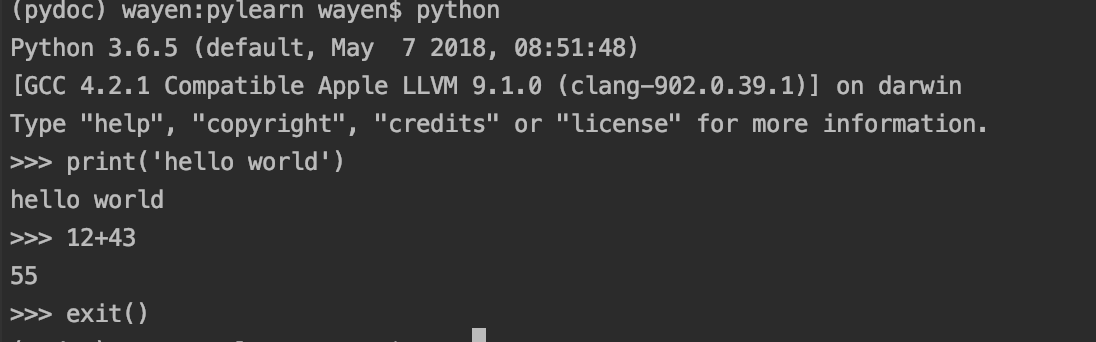 (pydoc) wayen:pylearn wayen$ python
Python 3.6.5 (default, May  7 2018, 08:51:48)
[GCC 4.2.1 Compatible Apple LLVM 9.1.0 (clang-902.0.39.1)] on darwin
Type "help", "copyright", "credits" or "license" for more information.
>>> print('hello world')
hello world
>>> 12+43
55
>>> exit()